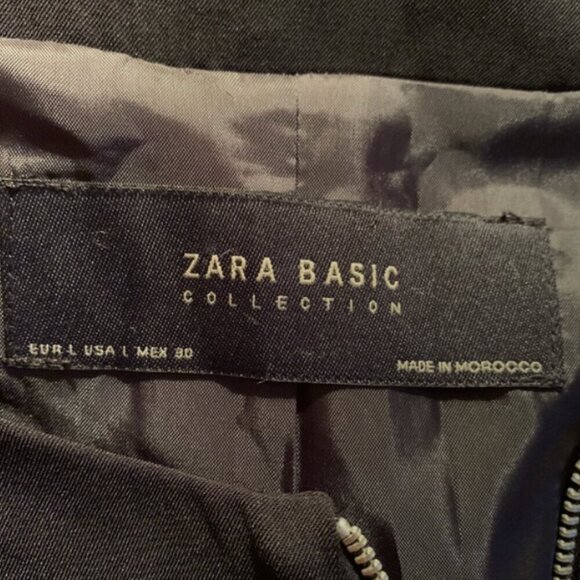 ZARA BASIC
COLLECTION
EUR L USA L MEX 30
MADE IN MOROCCO